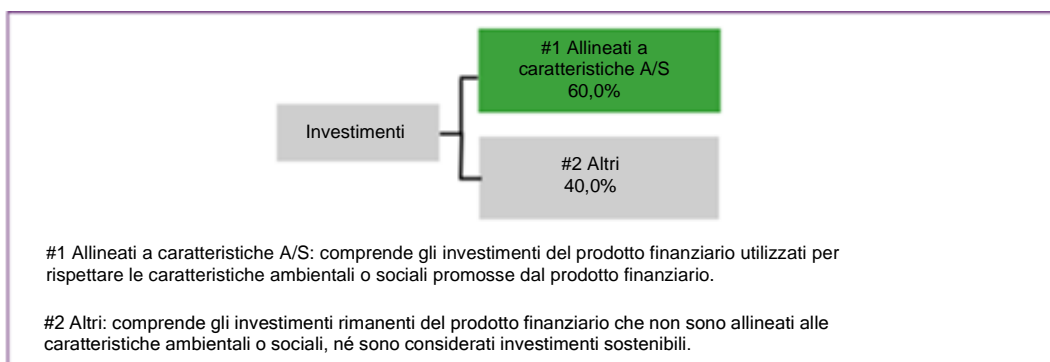 #1 Allineati a
caratteristiche A/S
60,0%
Investimenti
#2 Altri
40,0%
#1 Allineati a caratteristiche A/S: comprende gli investimenti del prodotto finanziario utilizzati per
rispettare le caratteristiche ambientali o sociali promosse dal prodotto finanziario.
#2 Altri: comprende gli investimenti rimanenti del prodotto finanziario che non sono allineati alle
caratteristiche ambientali o sociali, né sono considerati investimenti sostenibili.